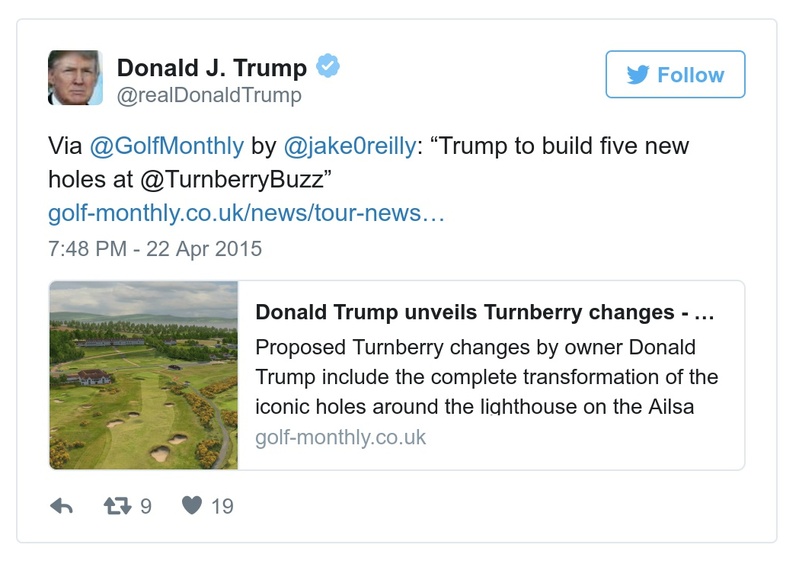 Donald J. Trump
@realDonaldTrump
Follow
Via @GolfMonthly by @jake0reilly: “Trump to build five new
holes at @TurnberryBuzz”
golf-monthly.co.uk/news/tour-news…
7:48 PM - 22 Apr 2015
Donald Trump unveils Turnberry changes - …
Proposed Turnberry changes by owner Donald
Trump include the complete transformation of the
iconic holes around the lighthouse on the Ailsa
golf-monthly.co.uk
9
19